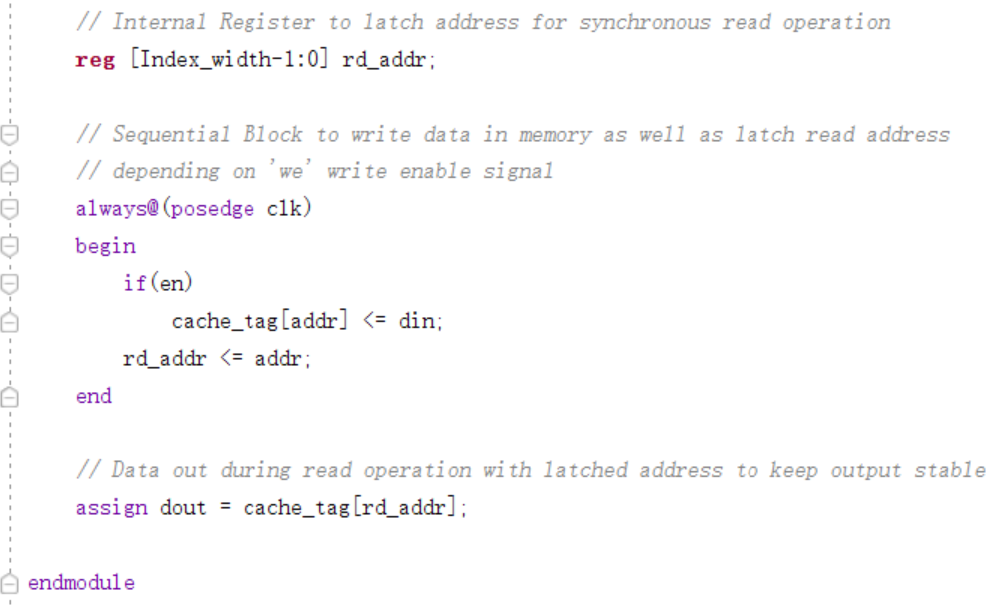 // Internal Register to latch address for synchronous read operation
reg [Index_width-1:0] rd_addr;
// Sequential Block to write data in memory as well as latch read address
// depending on 'we' write enable signal
always@(posedge clk)
begin
if(en)
cache_tag[addr] <= din;
rd_addr <= addr;
end
// Data out during read operation with latched address to keep output stable
assign dout = cache_tag[rd_addr];
endmodule